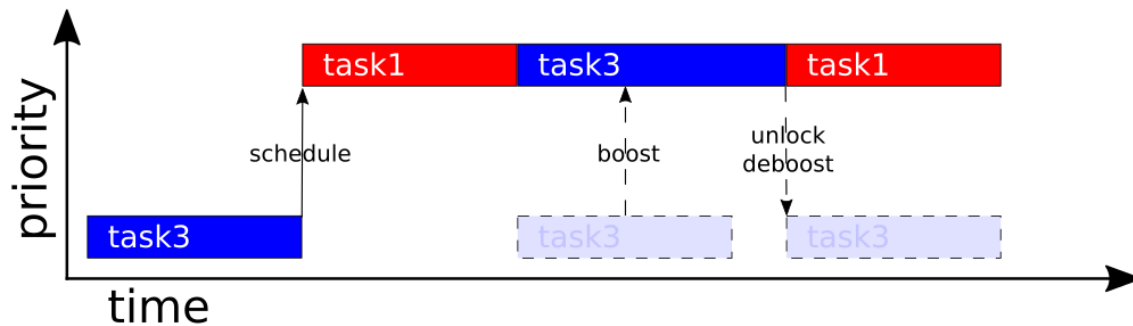 task1 task3 task1
schedule boost unlock
deboost
priority
task3 task3 task3
time